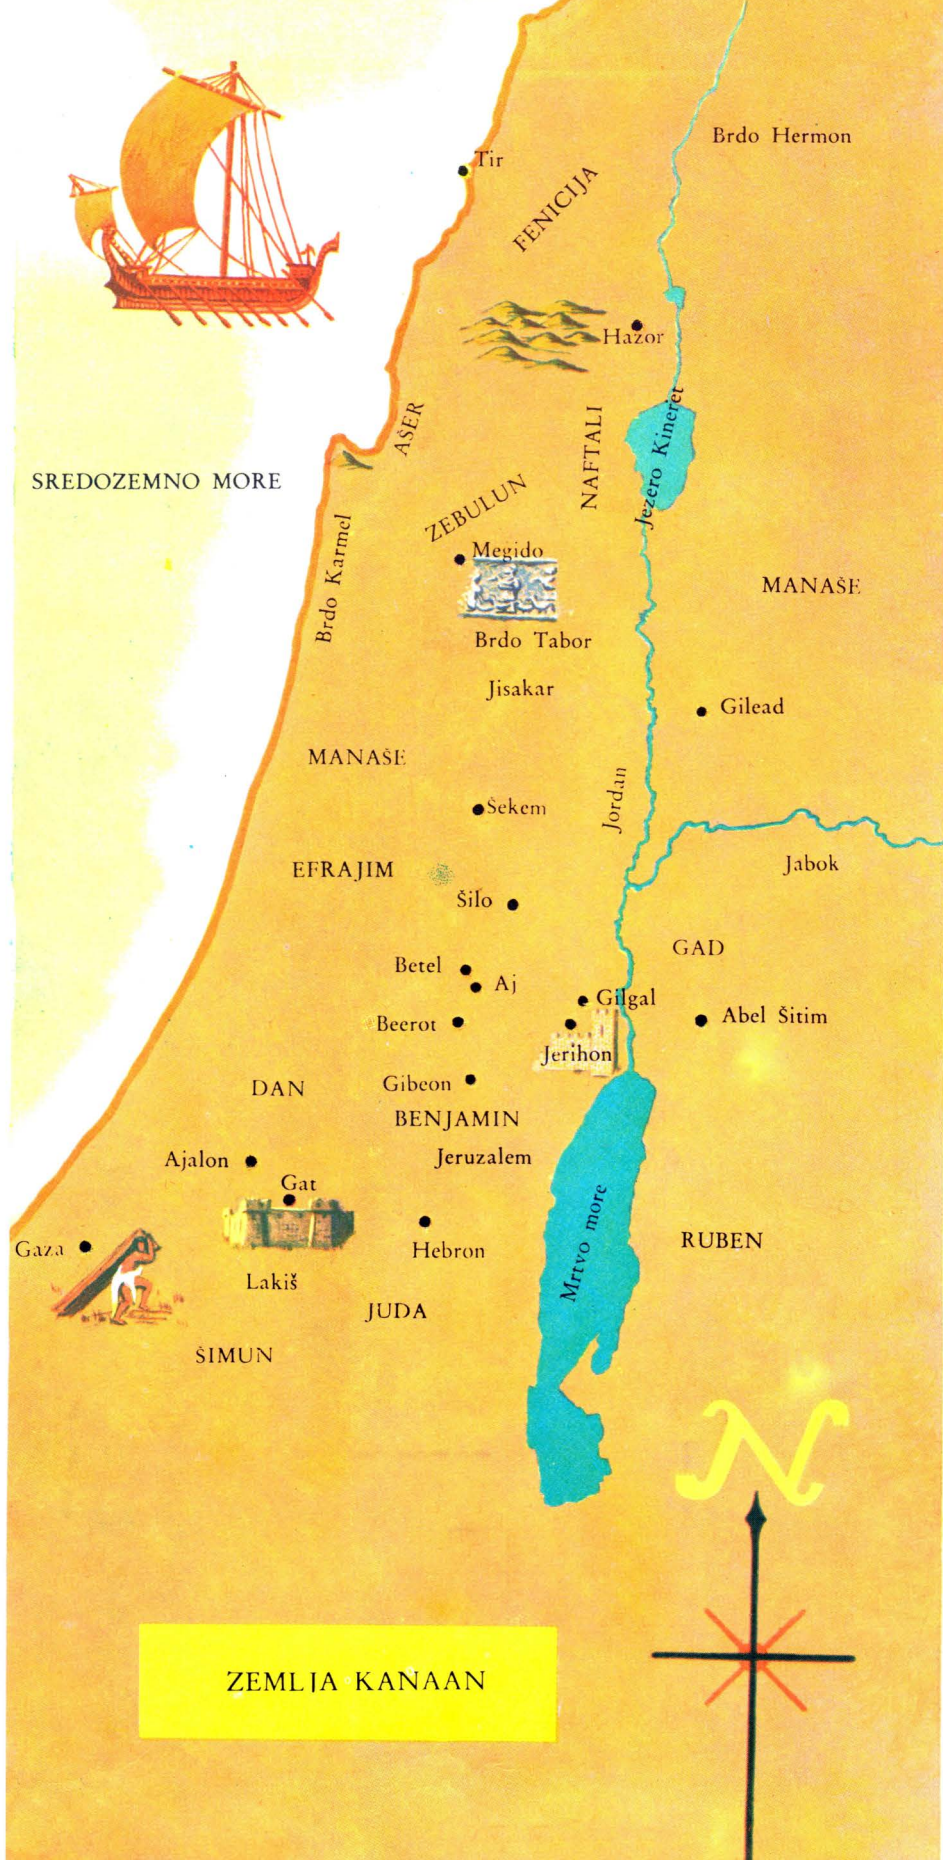 Brdo Hermon
Tir
FENICIJA
Hazor
AŠER
NAFTALI
Jezero Kineret
SREDOZEMNO MORE
ZEBULUN
Brdo Karmel
Megido
MANAŠE
Brdo Tabor
Jisakar
Gilead
MANAŠE
Jordan
Šekem
Jabok
EFRAJIM
Šilo
GAD
Betel
Aj
Gilgal
Abel Šitim
Beerot
Jerihon
Gibeon
DAN
BENJAMIN
Jeruzalem
Ajalon
Gat
Mrtvo more
RUBEN
Gaza
Hebron
Lakiš
JUDA
ŠIMUN
N
ZEMLJA KANAAN